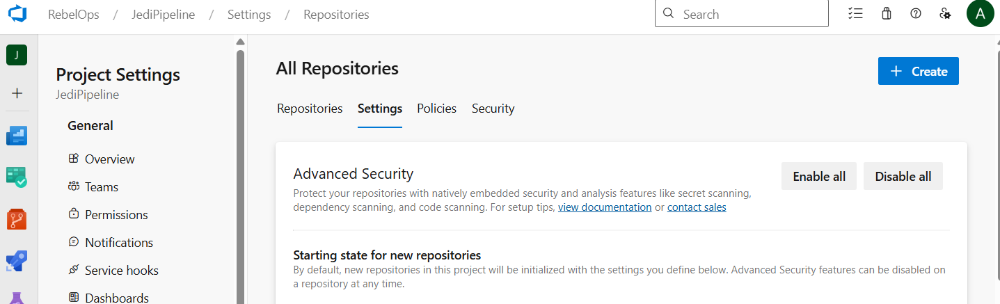 RebelOps / JediPipeline / Settings / Repositories
Search
A
J
Project Settings
JediPipeline
General
Overview
Teams
Permissions
Notifications
Service hooks
Dashboards
All Repositories
Create
Repositories Settings Policies Security
Advanced Security
Enable all Disable all
Protect your repositories with natively embedded security and analysis features like secret scanning,
dependency scanning, and code scanning. For setup tips, view documentation or contact sales
Starting state for new repositories
By default, new repositories in this project will be initialized with the settings you define below. Advanced Security features can be disabled on
a repository at any time.